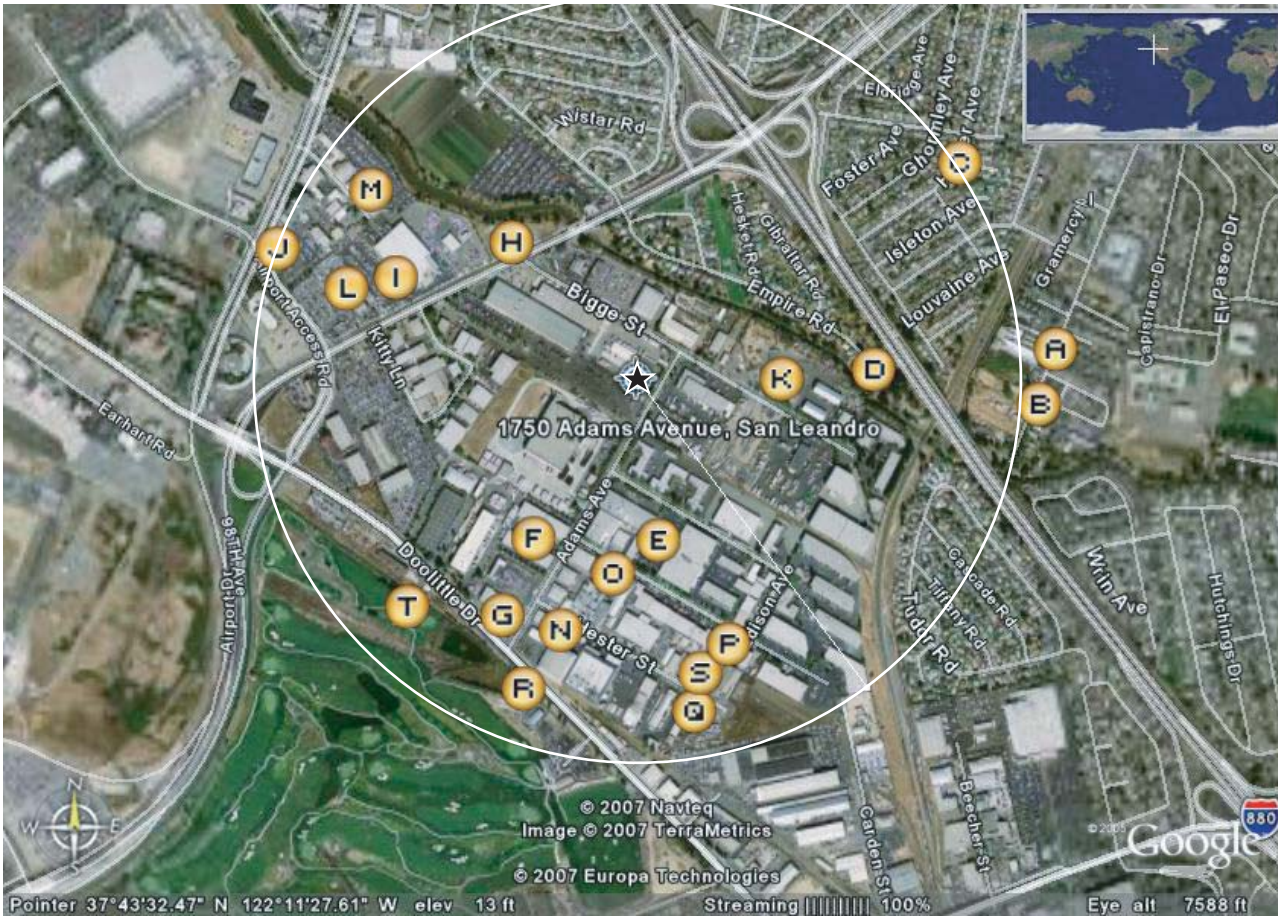 Eldridge Ave
Wistar Rd
Foster Ave
Ghormley Ave
C
M
Isleton Ave
Gramercy
Hesket Rd
Gibraltar Rd
El Paseo Dr
Capistrano Dr
H
J
Louvaine Ave
L
I
Bigge St
Empire Rd
Airport Access Rd
Kitty Ln
A
K
D
B
Earhart Rd
1750 Adams Avenue, San Leandro
Adams Ave
98TH Ave
Airport Dr
F
E
O
Doolittle Dr
T
G
N
Cascade Rd
Tiffany Rd
Tudor Rd
Hutchings Dr
P
S
R
Q
N
W E
S
© 2007 Navteq
Image © 2007 TerraMetrics
© 2007 Europa Technologies
Carden St
Beecher St
©2005 Google
880
Pointer 37°43'32.47" N 122°11'27.61" W elev 13 ft
Streaming |||||||||| 100%
Eye alt 7588 ft